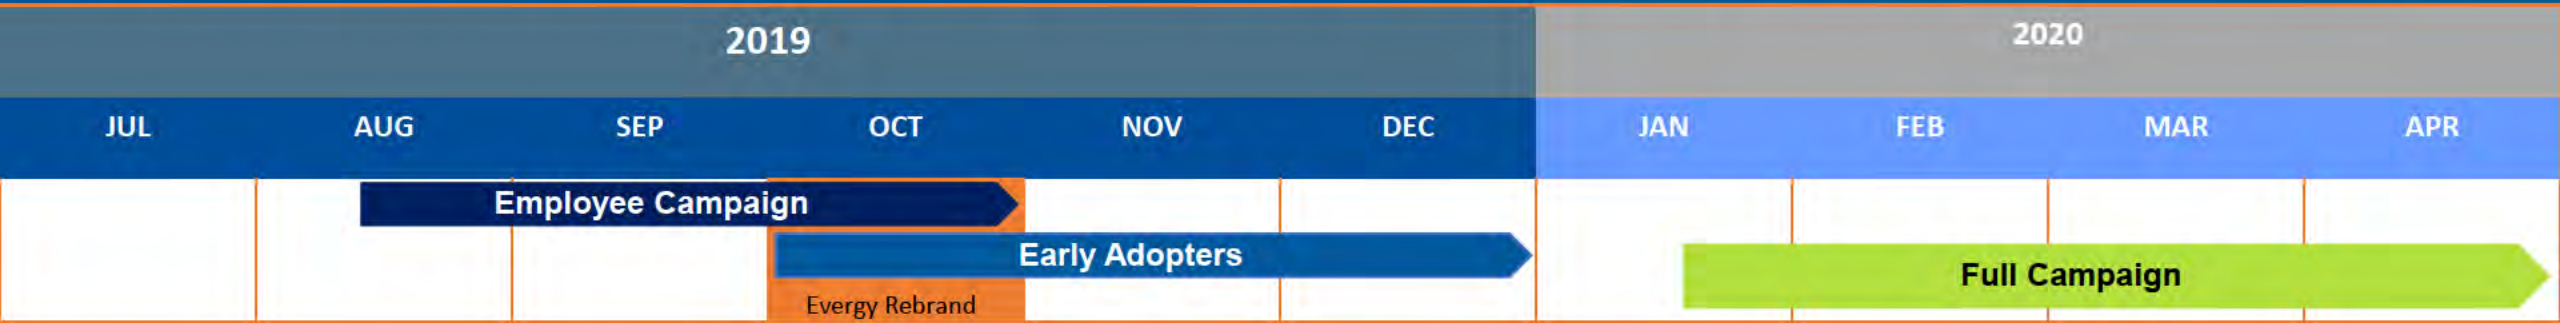 2019 2020
JUL AUG SEP OCT NOV DEC JAN FEB MAR APR
Employee Campaign
Early Adopters
Full Campaign
Evergy Rebrand